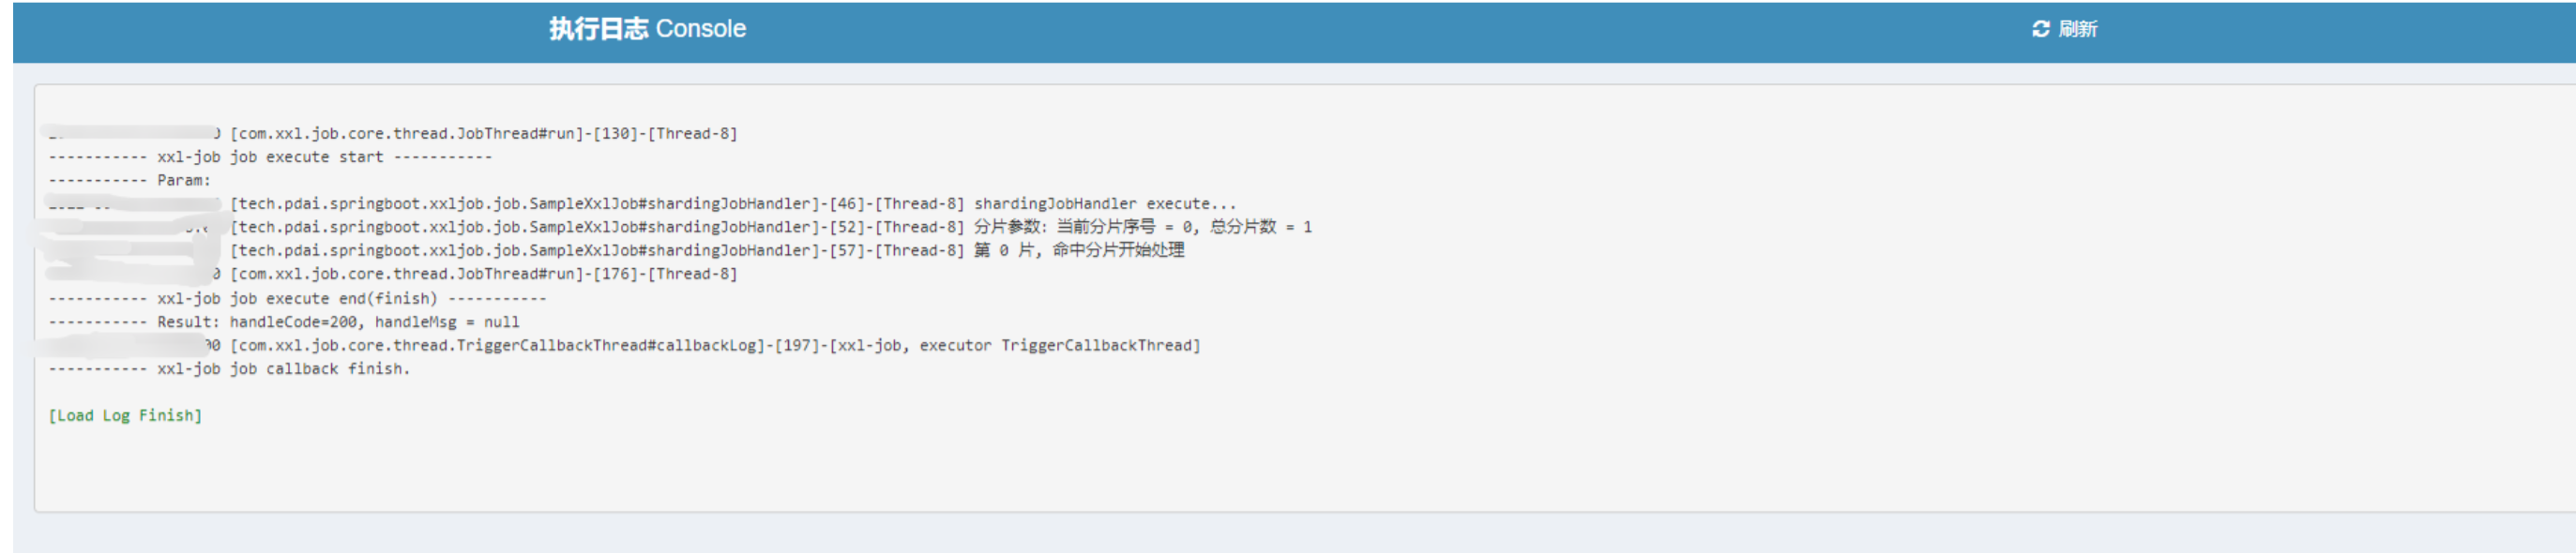 执行日志 Console
刷新
[com.xxl.job.core.thread.JobThread#run]-[130]-[Thread-8]
----------- xxl-job job execute start -----------
----------- Param:
[tech.pdai.springboot.xxljob.job.SampleXxlJob#shardingJobHandler]-[46]-[Thread-8] shardingJobHandler execute...
[tech.pdai.springboot.xxljob.job.SampleXxlJob#shardingJobHandler]-[52]-[Thread-8] 分片参数: 当前分片序号 = 0, 总分片数 = 1
[tech.pdai.springboot.xxljob.job.SampleXxlJob#shardingJobHandler]-[57]-[Thread-8] 第 0 片, 命中分片开始处理
[com.xxl.job.core.thread.JobThread#run]-[176]-[Thread-8]
----------- xxl-job job execute end(finish) -----------
----------- Result: handleCode=200, handleMsg = null
[com.xxl.job.core.thread.TriggerCallbackThread#callbackLog]-[197]-[xxl-job, executor TriggerCallbackThread]
----------- xxl-job job callback finish.
[Load Log Finish]